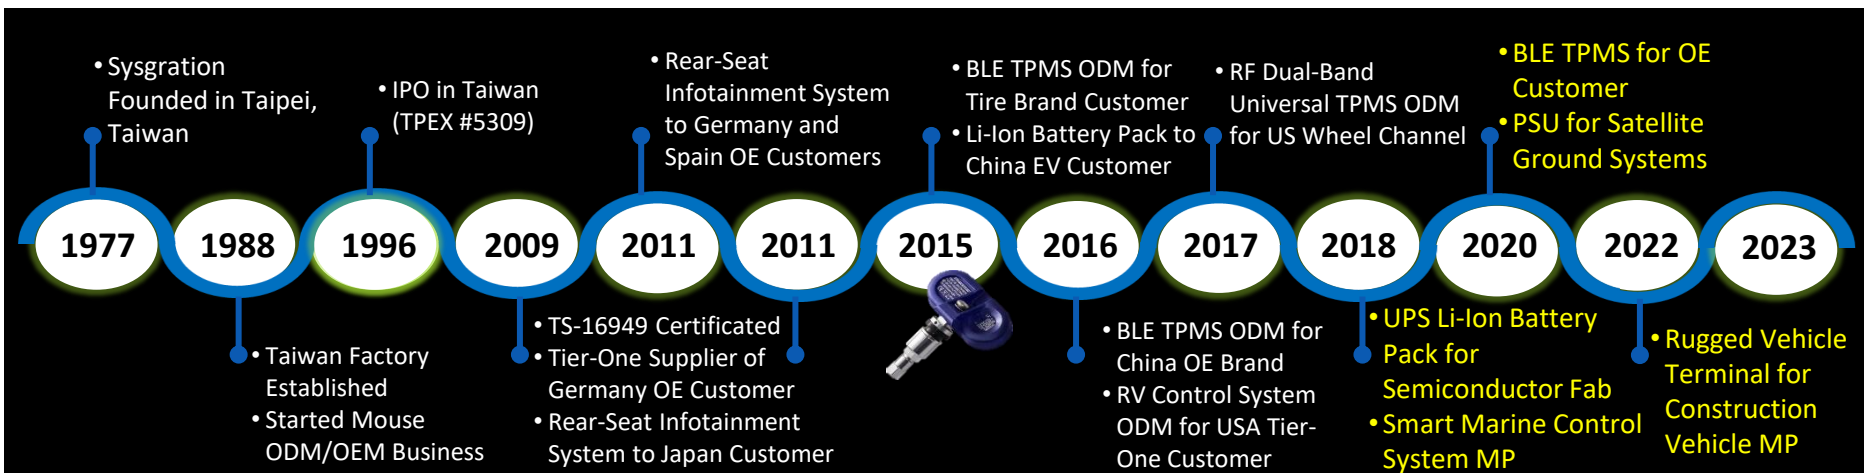 • Sysgration
Founded in Taipei,
Taiwan
• IPO in Taiwan
(TPEX #5309)
• Rear-Seat
Infotainment System
to Germany and
Spain OE Customers
• BLE TPMS ODM for
Tire Brand Customer
• Li-Ion Battery Pack to
China EV Customer
• RF Dual-Band
Universal TPMS ODM
for US Wheel Channel
• BLE TPMS for OE
Customer
• PSU for Satellite
Ground Systems
1977
1988
1996
2009
2011
2011
2015
2016
2017
2018
2020
2022
2023
• Taiwan Factory
Established
• Started Mouse
ODM/OEM Business
• TS-16949 Certificated
• Tier-One Supplier of
Germany OE Customer
• Rear-Seat Infotainment
System to Japan Customer
• BLE TPMS ODM for
China OE Brand
• RV Control System
ODM for USA Tier-
One Customer
• UPS Li-Ion Battery
Pack for
Semiconductor Fab
• Smart Marine Control
System MP
• Rugged Vehicle
Terminal for
Construction
Vehicle MP